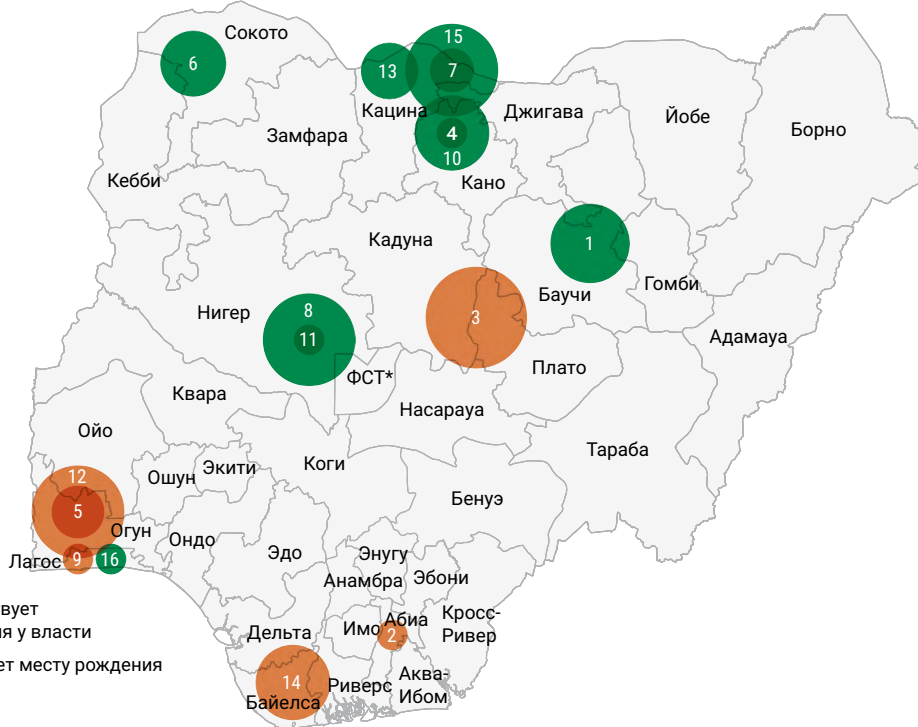 Сокото
15
6
13
7
Кацина
Джигава
Йобе
Замфара
4
Борно
10
Кебби
Кано
Кадуна
1
Гомби
Баучи
Нигер
8
3
11
Адамауа
ФСТ*
Плато
Квара
Насарауа
Ойо
Тараба
Коги
Экити
12
Ошун
Бенуэ
5
Огун
Ондо
Эдо
Энугу
Лагос
9
16
Анамбра
Эбони
вует
Кросс-
Ривер
Абиа
я у власти
Дельта
Имо
2
ет месту рождения
Аква-
Ибом
14
Риверс
Байелса